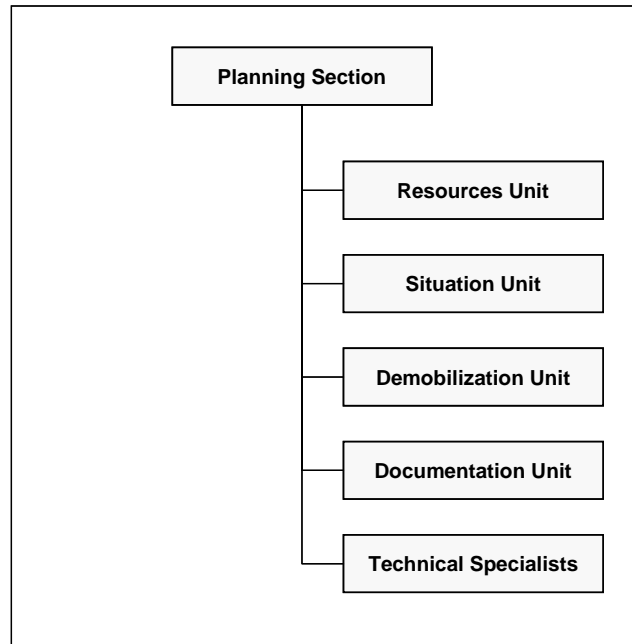 Planning Section
Resources Unit
Situation Unit
Demobilization Unit
Documentation Unit
Technical Specialists